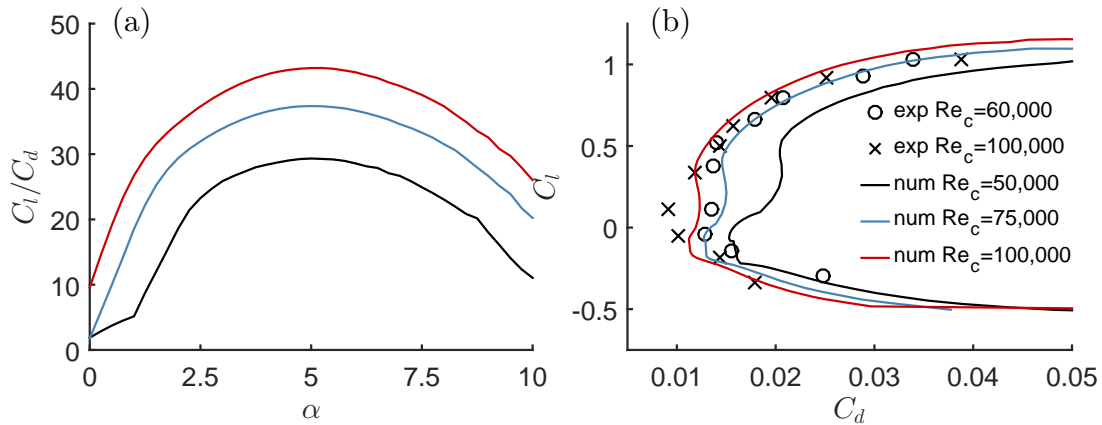 (a)
50
40
30
20
10
0
C_l/C_d
0
2.5
5
7.5
10
α
(b)
1
0.5
0
-0.5
C_l
0.01
0.02
0.03
0.04
0.05
C_d
exp Re_c=60,000
exp Re_c=100,000
num Re_c=50,000
num Re_c=75,000
num Re_c=100,000